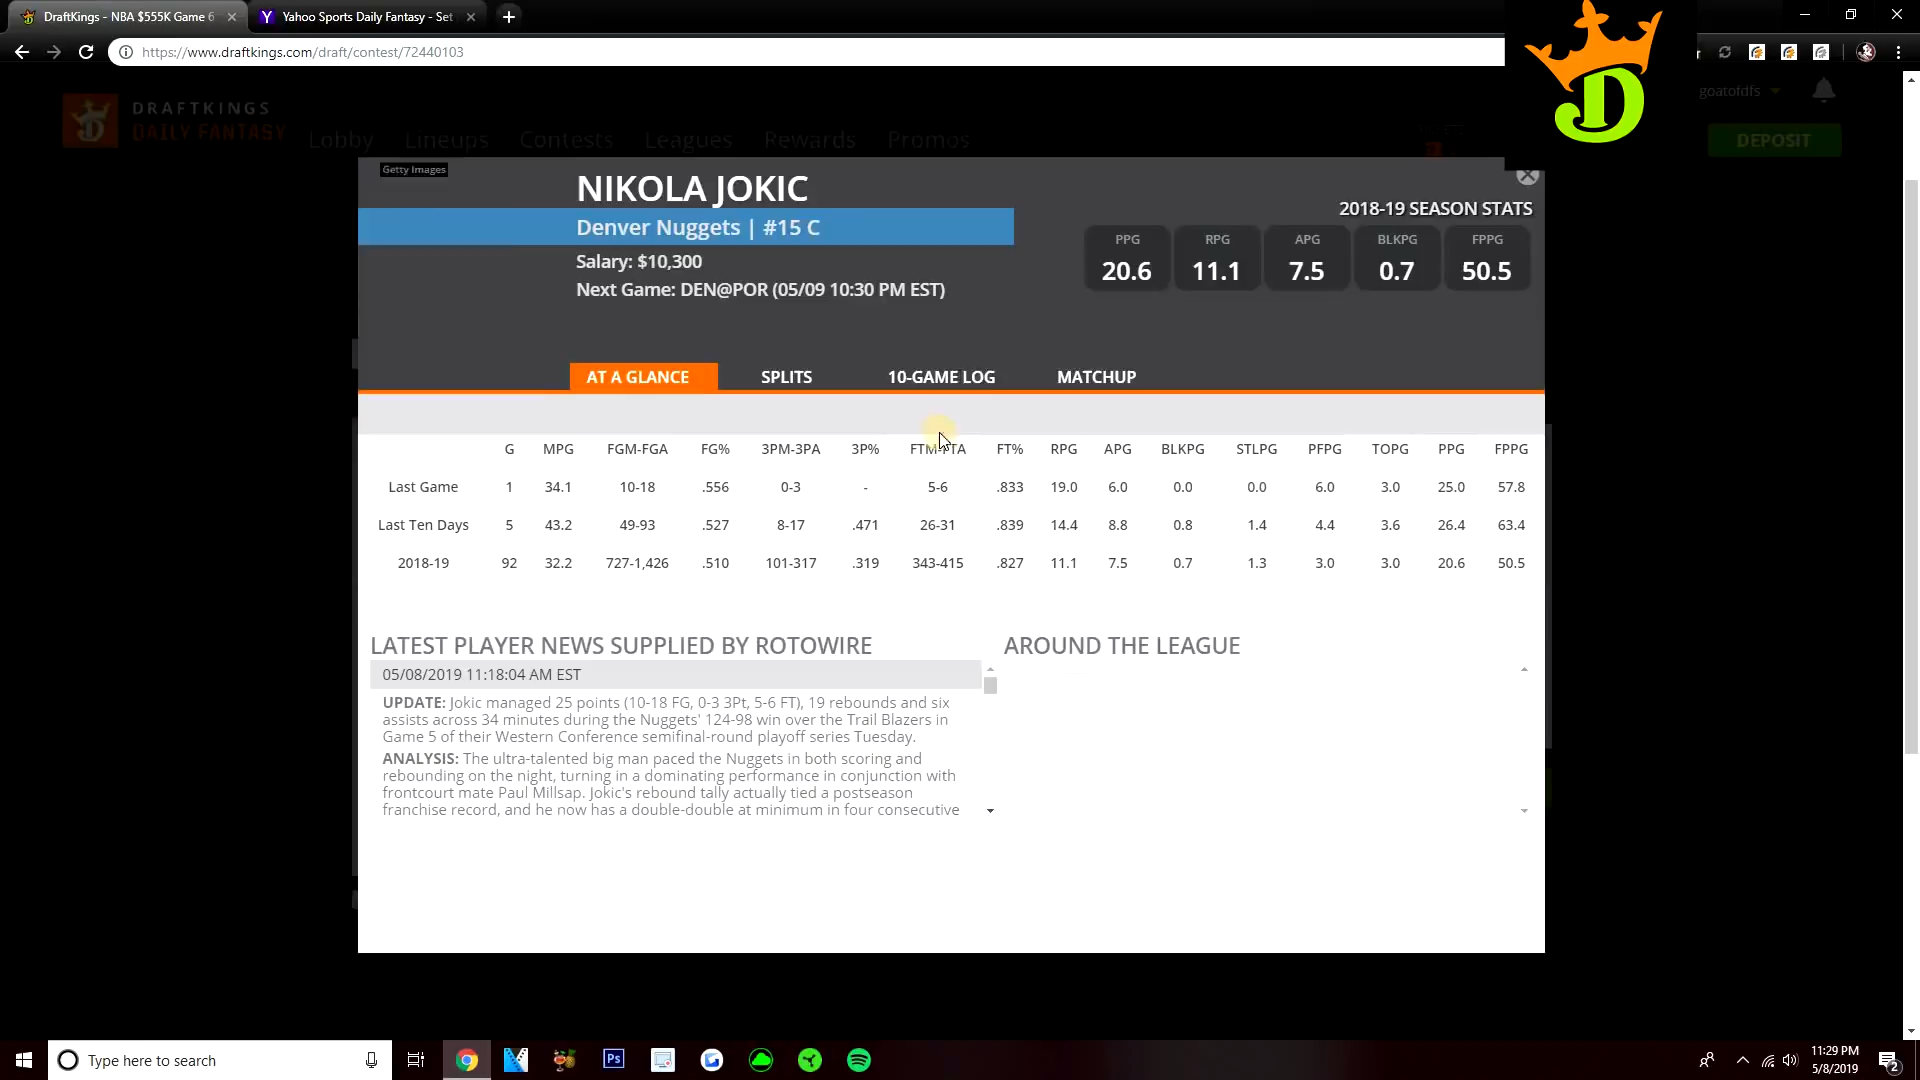 DraftKings - NBA $555K Game 6
Yahoo Sports Daily Fantasy - Set
https://www.draftkings.com/draft/contest/72440103
DRAFTKINGS
DAILY FANTASY
Lobby Lineups Contests Leagues Rewards Promos
goatofdfs
DEPOSIT
D
Getty Images
NIKOLA JOKIC
Denver Nuggets | #15 C
Salary: $10,300
Next Game: DEN@POR (05/09 10:30 PM EST)
2018-19 SEASON STATS
PPG RPG APG BLKPG FPPG
20.6 11.1 7.5 0.7 50.5
AT A GLANCE SPLITS 10-GAME LOG MATCHUP
G MPG FGM-FGA FG% 3PM-3PA 3P% FTM-FTA FT% RPG APG BLKPG STLPG PFPG TOPG PPG FPPG
Last Game 1 34.1 10-18 .556 0-3 - 5-6 .833 19.0 6.0 0.0 0.0 6.0 3.0 25.0 57.8
Last Ten Days 5 43.2 49-93 .527 8-17 .471 26-31 .839 14.4 8.8 0.8 1.4 4.4 3.6 26.4 63.4
2018-19 92 32.2 727-1,426 .510 101-317 .319 343-415 .827 11.1 7.5 0.7 1.3 3.0 3.0 20.6 50.5
LATEST PLAYER NEWS SUPPLIED BY ROTOWIRE
05/08/2019 11:18:04 AM EST
UPDATE: Jokic managed 25 points (10-18 FG, 0-3 3Pt, 5-6 FT), 19 rebounds and six
assists across 34 minutes during the Nuggets' 124-98 win over the Trail Blazers in
Game 5 of their Western Conference semifinal-round playoff series Tuesday.
ANALYSIS: The ultra-talented big man paced the Nuggets in both scoring and
rebounding on the night, turning in a dominating performance in conjunction with
frontcourt mate Paul Millsap. Jokic's rebound tally actually tied a postseason
franchise record, and he now has a double-double at minimum in four consecutive
AROUND THE LEAGUE
Type here to search
Ps
11:29 PM
5/8/2019
2